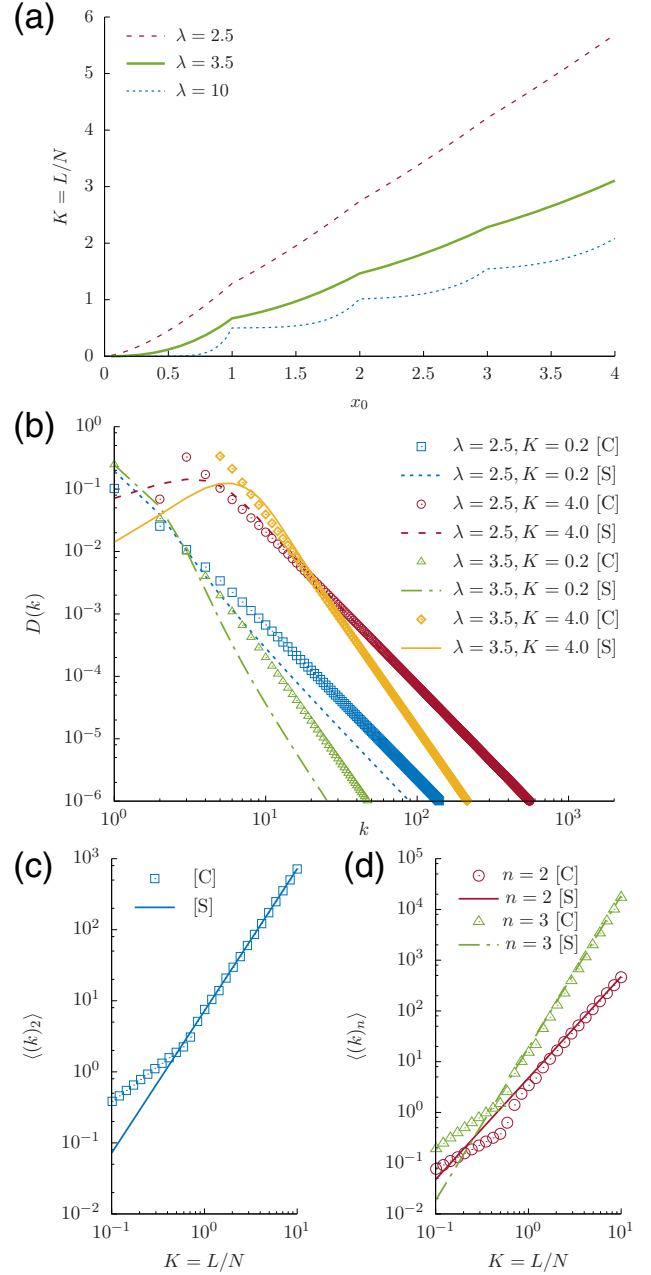 (a)
6
5
4
3
2
1
0
K = L/N
λ = 2.5
λ = 3.5
λ = 10
0 0.5 1 1.5 2 2.5 3 3.5 4
x₀
(b)
10⁰
10⁻¹
10⁻²
10⁻³
10⁻⁴
10⁻⁵
10⁻⁶
D(k)
λ = 2.5, K = 0.2 [C]
λ = 2.5, K = 0.2 [S]
λ = 2.5, K = 4.0 [C]
λ = 2.5, K = 4.0 [S]
λ = 3.5, K = 0.2 [C]
λ = 3.5, K = 0.2 [S]
λ = 3.5, K = 4.0 [C]
λ = 3.5, K = 4.0 [S]
10⁰ 10¹ 10² 10³
k
(c)
10³
10²
10¹
10⁰
10⁻¹
10⁻²
⟨(k)₂⟩
[C]
[S]
10⁻¹ 10⁰ 10¹
K = L/N
(d)
10⁵
10⁴
10³
10²
10¹
10⁰
10⁻¹
10⁻²
⟨(k)ₙ⟩
n = 2 [C]
n = 2 [S]
n = 3 [C]
n = 3 [S]
10⁻¹ 10⁰ 10¹
K = L/N